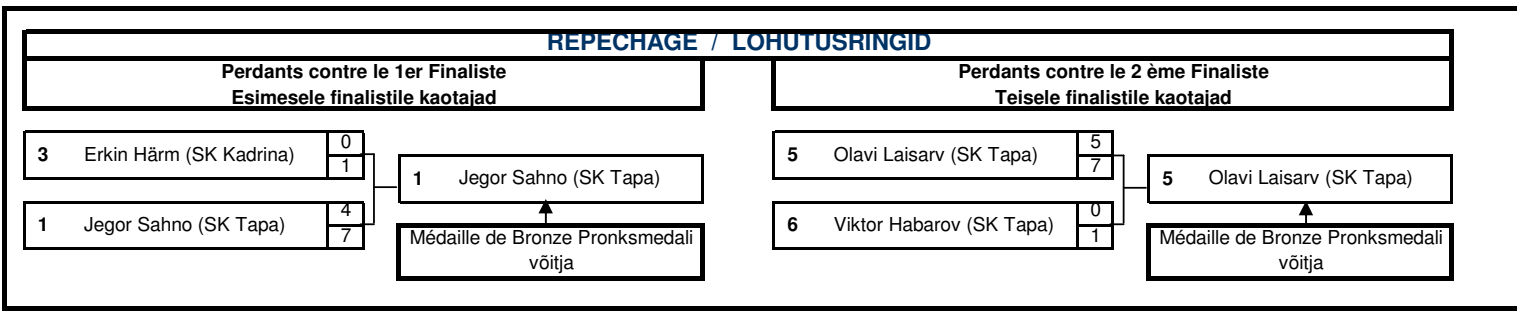 REPECHAGE / LOHUTUSRINGID
Perdants contre le 1er Finaliste
Esimesele finalistile kaotajad
Perdants contre le 2 ème Finaliste
Teisele finalistile kaotajad
3 Erkin Härm (SK Kadrina) 0
1
1 Jegor Sahno (SK Tapa)
1 Jegor Sahno (SK Tapa) 4
7
Médaille de Bronze Pronksmedali
võitja
5 Olavi Laisarv (SK Tapa) 5
7
5 Olavi Laisarv (SK Tapa)
6 Viktor Habarov (SK Tapa) 0
1
Médaille de Bronze Pronksmedali
võitja